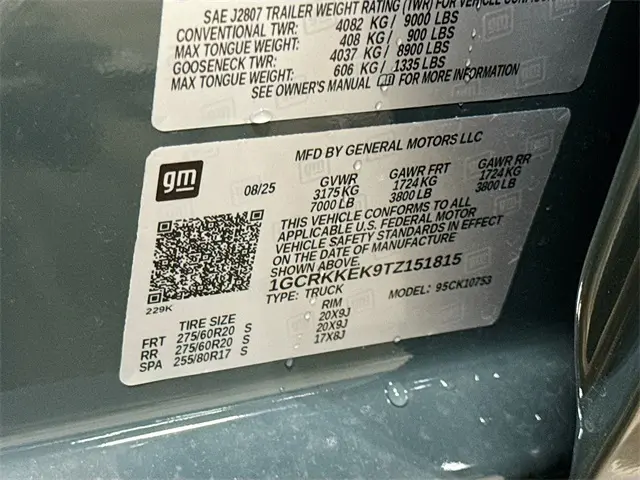 SAE J2807 TRAILER WEIGHT RATING (TWR) FOR VEHICLE
CONVENTIONAL TWR: 4082 KG / 9000 LBS
MAX TONGUE WEIGHT: 408 KG / 900 LBS
GOOSENECK TWR: 4037 KG / 8900 LBS
MAX TONGUE WEIGHT: 606 KG / 1335 LBS
SEE OWNER'S MANUAL FOR MORE INFORMATION
gm
MFD BY GENERAL MOTORS LLC
08/25 GVWR GAWR FRT GAWR RR
3175KG 1724KG 1724KG
7000 LB 3800 LB 3800 LB
THIS VEHICLE CONFORMS TO ALL
APPLICABLE U.S. FEDERAL MOTOR
VEHICLE SAFETY STANDARDS IN EFFECT
ON THE DATE OF MANUFACTURE
SHOWN ABOVE.
1GCRKKEK9TZ151815
TYPE: TRUCK MODEL: 95CK10753
229K
TIRE SIZE RIM
FRT 275/60R20 S 20X9J
RR 275/60R20 S 20X9J
SPA 255/80R17 S 17X8J